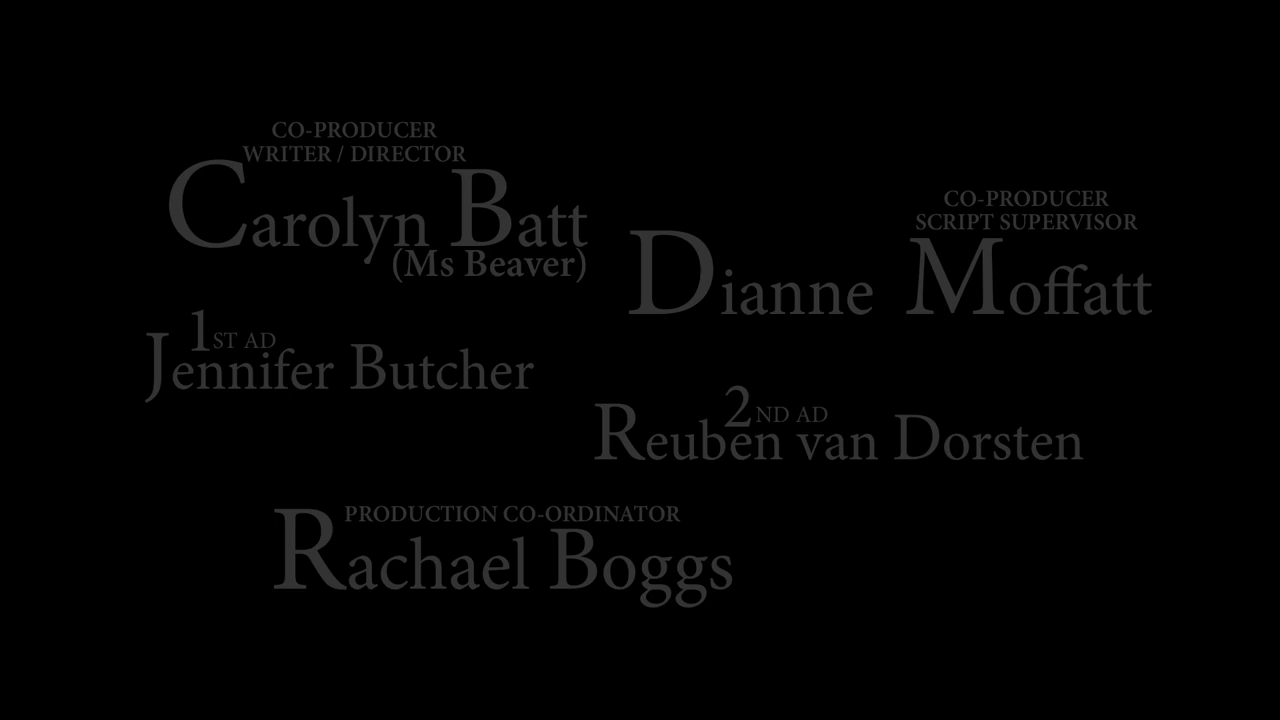 CO-PRODUCER
WRITER / DIRECTOR
Carolyn Batt
(Ms Beaver)
CO-PRODUCER
SCRIPT SUPERVISOR
Dianne Moffatt
1ST AD
Jennifer Butcher
2ND AD
Reuben van Dorsten
PRODUCTION CO-ORDINATOR
Rachael Boggs